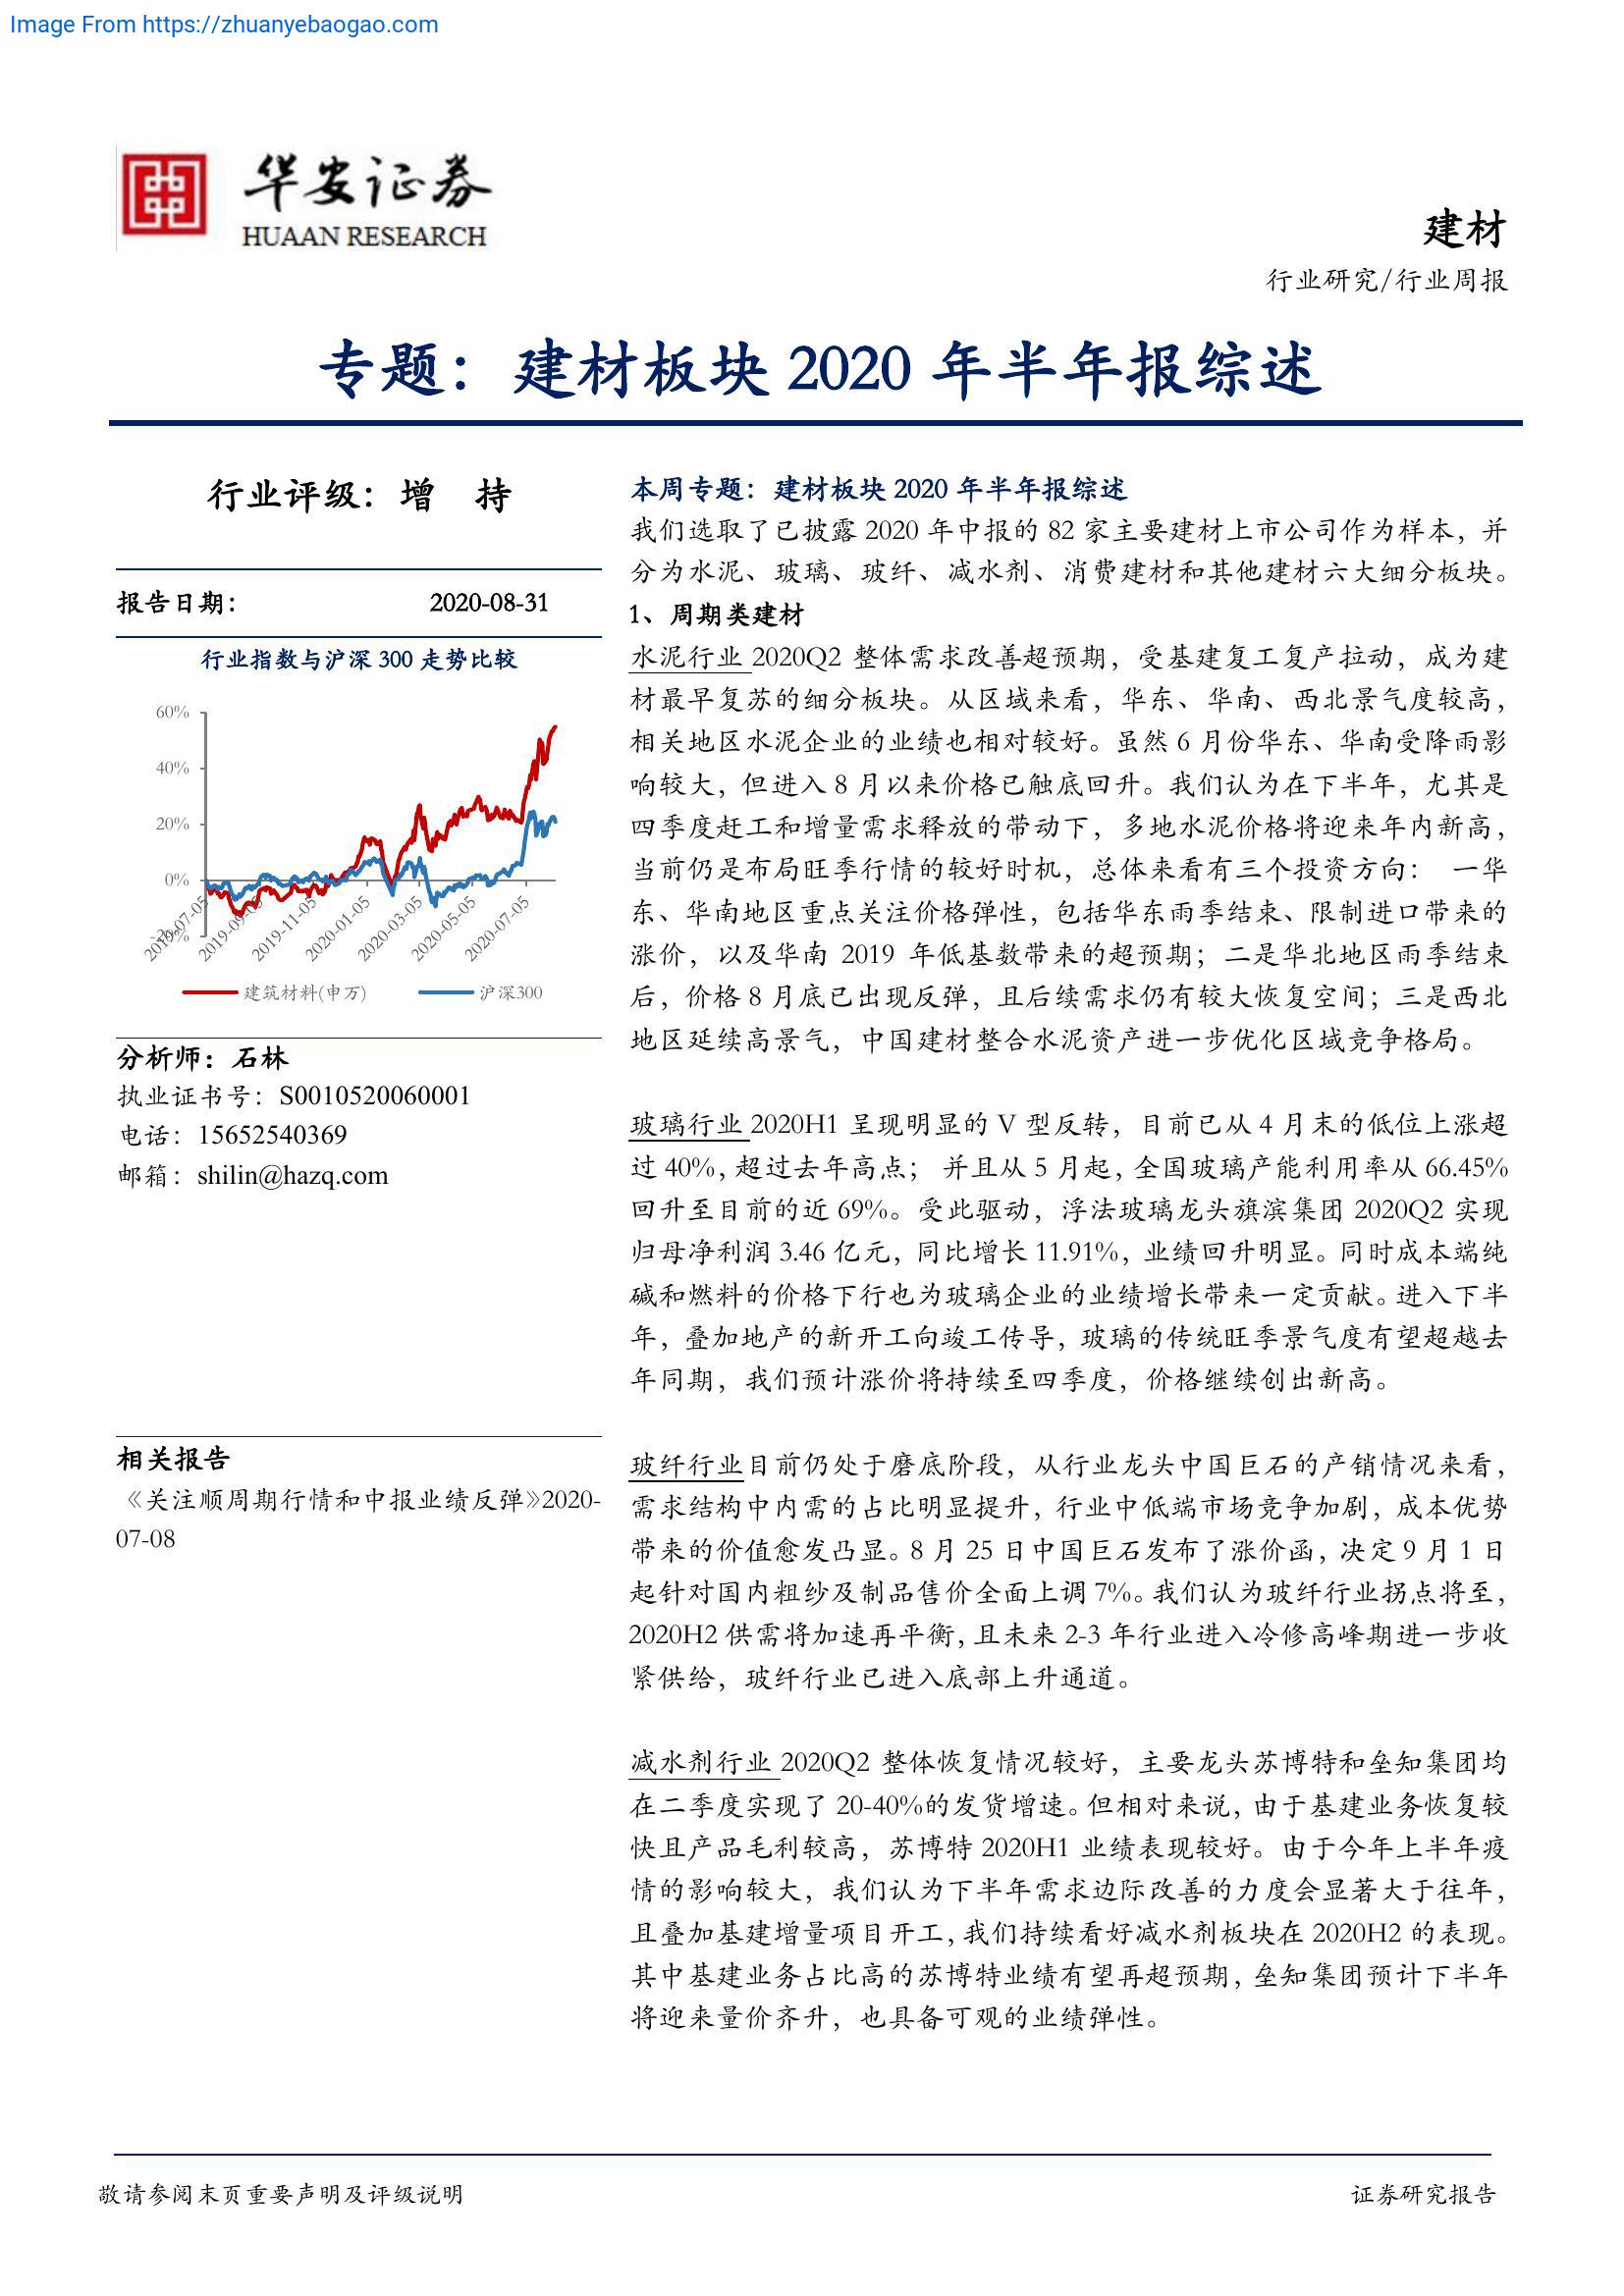 Image From https://zhuanyebaogao.com
华安证券
HUAAN RESEARCH
建材
行业研究/行业周报
专题：建材板块 2020 年半年报综述
行业评级：增 持
报告日期： 2020-08-31
行业指数与沪深 300 走势比较
60%
40%
20%
0%
-20%
2019-07-05
2019-09-05
2019-11-05
2020-01-05
2020-03-05
2020-05-05
2020-07-05
建筑材料(申万) 沪深300
分析师：石林
执业证书号：S0010520060001
电话：15652540369
邮箱：shilin@hazq.com
相关报告
《关注顺周期行情和中报业绩反弹》2020-
07-08
本周专题：建材板块 2020 年半年报综述
我们选取了已披露 2020 年中报的 82 家主要建材上市公司作为样本，并
分为水泥、玻璃、玻纤、减水剂、消费建材和其他建材六大细分板块。
1、周期类建材
水泥行业 2020Q2 整体需求改善超预期，受基建复工复产拉动，成为建
材最早复苏的细分板块。从区域来看，华东、华南、西北景气度较高，
相关地区水泥企业的业绩也相对较好。虽然 6 月份华东、华南受降雨影
响较大，但进入 8 月以来价格已触底回升。我们认为在下半年，尤其是
四季度赶工和增量需求释放的带动下，多地水泥价格将迎来年内新高，
当前仍是布局旺季行情的较好时机，总体来看有三个投资方向： 一华
东、华南地区重点关注价格弹性，包括华东雨季结束、限制进口带来的
涨价，以及华南 2019 年低基数带来的超预期；二是华北地区雨季结束
后，价格 8 月底已出现反弹，且后续需求仍有较大恢复空间；三是西北
地区延续高景气，中国建材整合水泥资产进一步优化区域竞争格局。
玻璃行业 2020H1 呈现明显的 V 型反转，目前已从 4 月末的低位上涨超
过 40%，超过去年高点； 并且从 5 月起，全国玻璃产能利用率从 66.45%
回升至目前的近 69%。受此驱动，浮法玻璃龙头旗滨集团 2020Q2 实现
归母净利润 3.46 亿元，同比增长 11.91%，业绩回升明显。同时成本端纯
碱和燃料的价格下行也为玻璃企业的业绩增长带来一定贡献。进入下半
年，叠加地产的新开工向竣工传导，玻璃的传统旺季景气度有望超越去
年同期，我们预计涨价将持续至四季度，价格继续创出新高。
玻纤行业目前仍处于磨底阶段，从行业龙头中国巨石的产销情况来看，
需求结构中内需的占比明显提升，行业中低端市场竞争加剧，成本优势
带来的价值愈发凸显。8 月 25 日中国巨石发布了涨价函，决定 9 月 1 日
起针对国内粗纱及制品售价全面上调 7%。我们认为玻纤行业拐点将至，
2020H2 供需将加速再平衡，且未来 2-3 年行业进入冷修高峰期进一步收
紧供给，玻纤行业已进入底部上升通道。
减水剂行业 2020Q2 整体恢复情况较好，主要龙头苏博特和垒知集团均
在二季度实现了 20-40%的发货增速。但相对来说，由于基建业务恢复较
快且产品毛利较高，苏博特 2020H1 业绩表现较好。由于今年上半年疫
情的影响较大，我们认为下半年需求边际改善的力度会显著大于往年，
且叠加基建增量项目开工，我们持续看好减水剂板块在 2020H2 的表现。
其中基建业务占比高的苏博特业绩有望再超预期，垒知集团预计下半年
将迎来量价齐升，也具备可观的业绩弹性。
敬请参阅末页重要声明及评级说明 证券研究报告